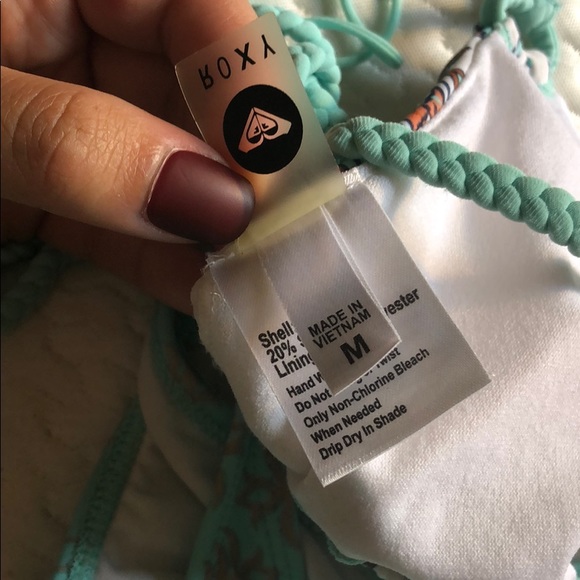 ROXY
MADE IN
VIETNAM
M
Shell
20%
Lining
Hand
Do Not Twist
Only Non-Chlorine Bleach
When Needed
Drip Dry In Shade